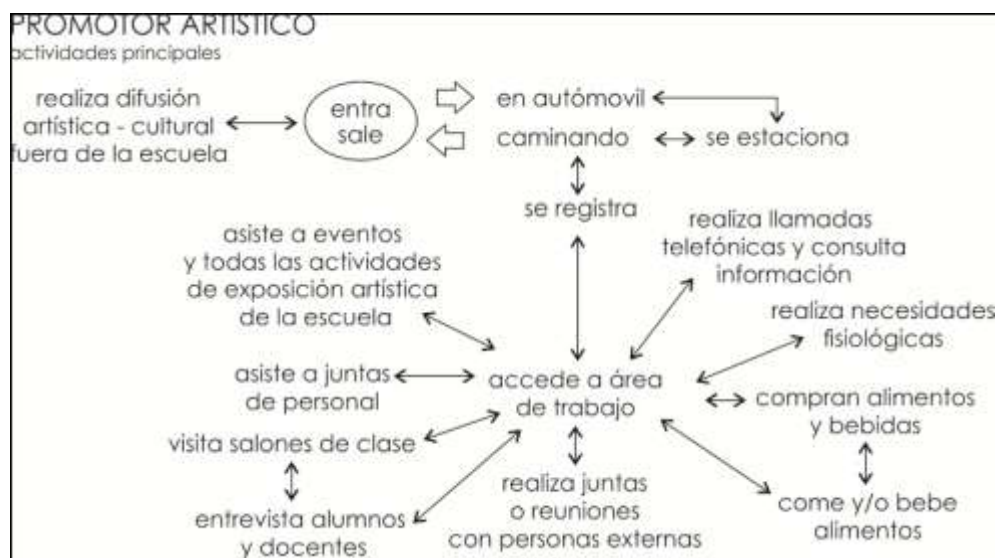 PROMOTOR ARTÍSTICO
actividades principales
realiza difusión
artística - cultural
fuera de la escuela
entra
sale
en autómovil
caminando
se estaciona
se registra
realiza llamadas
telefónicas y consulta
información
asiste a eventos
y todas las actividades
de exposición artística
de la escuela
realiza necesidades
fisiológicas
asiste a juntas
de personal
accede a área
de trabajo
compran alimentos
y bebidas
visita salones de clase
realiza juntas
o reuniones
con personas externas
come y/o bebe
alimentos
entrevista alumnos
y docentes